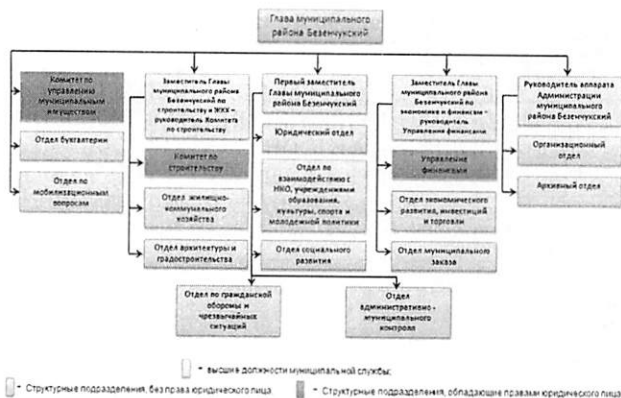 Глава муниципального
района Безенчукский
Комитет по
управлению
муниципальным
имуществом
Отдел бухгалтерии
Отдел по
мобилизационным
вопросам
Заместитель Главы
муниципального района
Безенчукский по
строительству и ЖКХ –
руководитель Комитета
по строительству
Комитет по
строительству
Отдел жилищно-
коммунального
хозяйства
Отдел архитектуры и
градостроительства
Первый заместитель
Главы муниципального
района Безенчукский
Юридический отдел
Отдел по
взаимодействию с
НКО, учреждениями
образования,
культуры, спорта и
молодежной политики
Отдел социального
развития
Заместитель Главы
муниципального района
Безенчукский по
экономике и финансам –
руководитель
Управления финансами
Управление
финансами
Отдел экономического
развития, инвестиций и
торговли
Отдел муниципального
заказа
Руководитель аппарата
Администрации
муниципального
района Безенчукский
Организационный
отдел
Архивный отдел
Отдел по гражданской
обороны и
чрезвычайных
ситуаций
Отдел
административно-
муниципального
контроля
- высшие должности муниципальной службы;
- Структурные подразделения, без права юридического лица
- Структурные подразделения, обладающие правами юридического лица